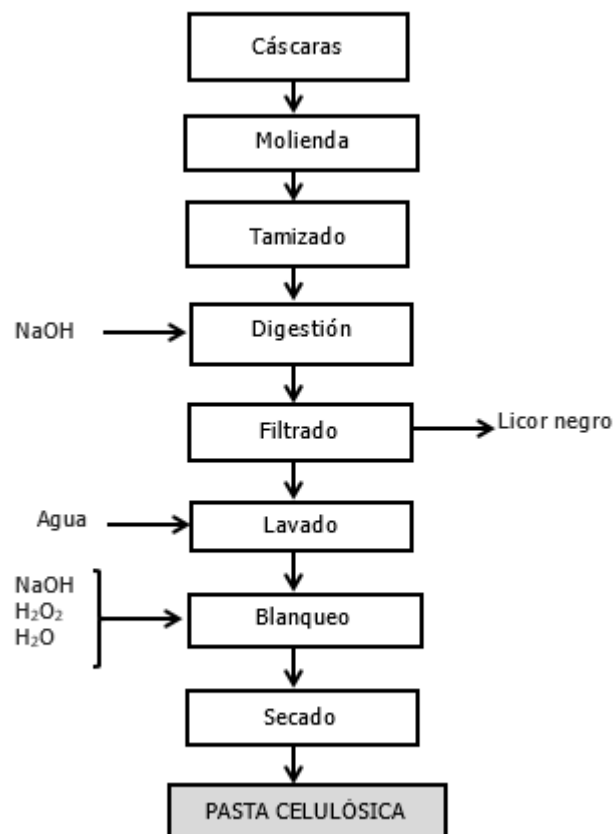 Cáscaras
Molienda
Tamizado
NaOH
Digestión
Filtrado
Licor negro
Agua
Lavado
NaOH
H₂O₂
H₂O
Blanqueo
Secado
PASTA CELULÓSICA